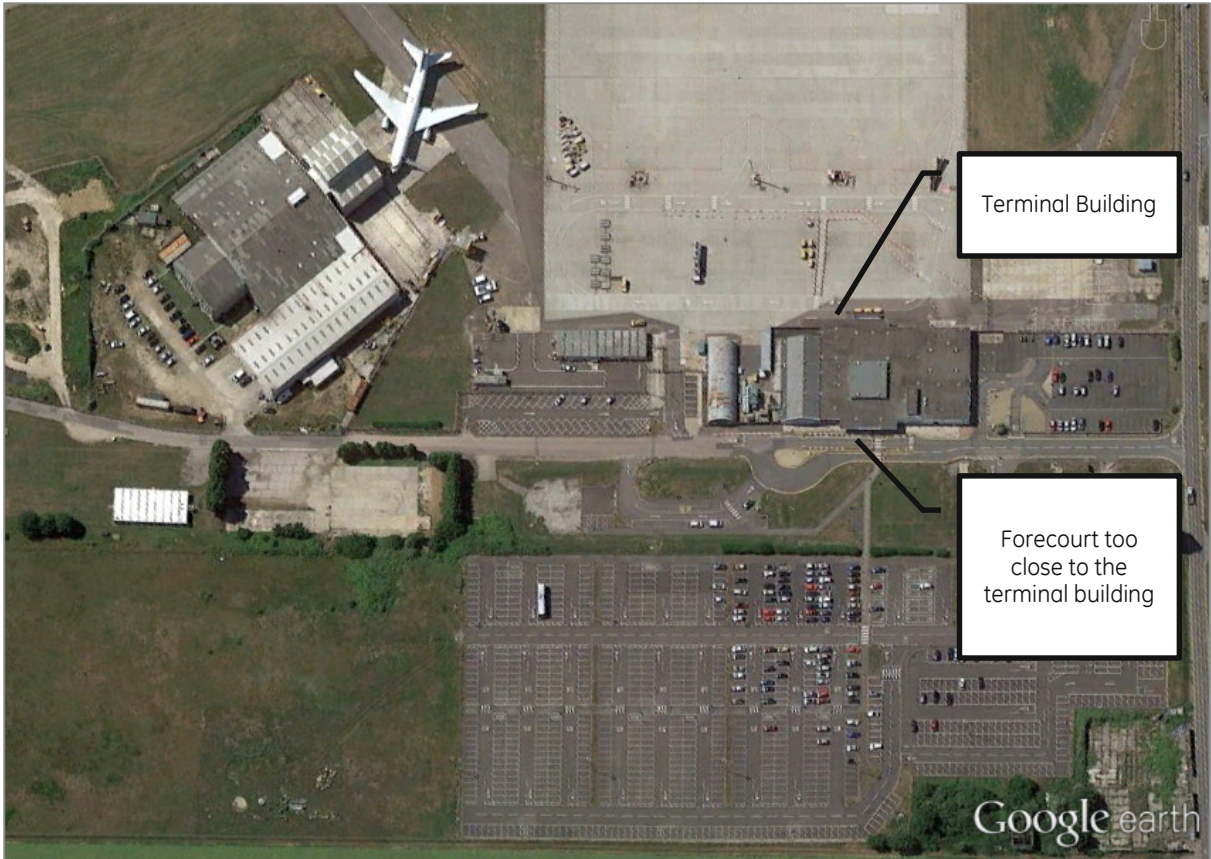 Terminal Building
Forecourt too
close to the
terminal building
Google earth